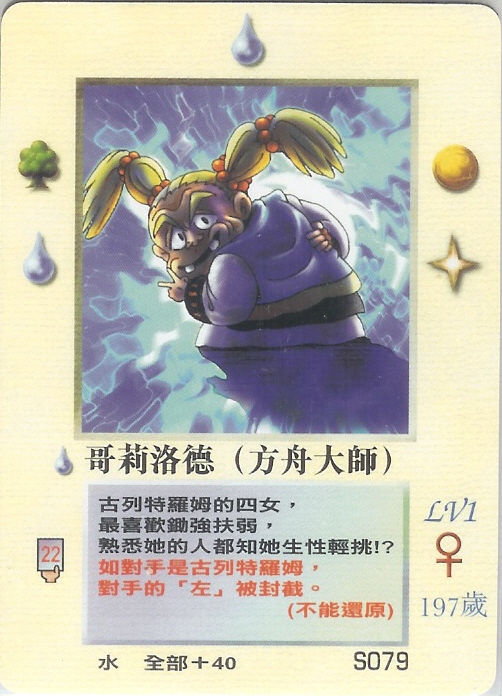 哥莉洛德（方舟大師）
古列特羅姆的四女，
最喜歡鋤強扶弱，
熟悉她的人都知她生性輕挑!?
如對手是古列特羅姆，
對手的「左」被封截。
(不能還原)
LV1
22
197歲
水　全部＋40
S079